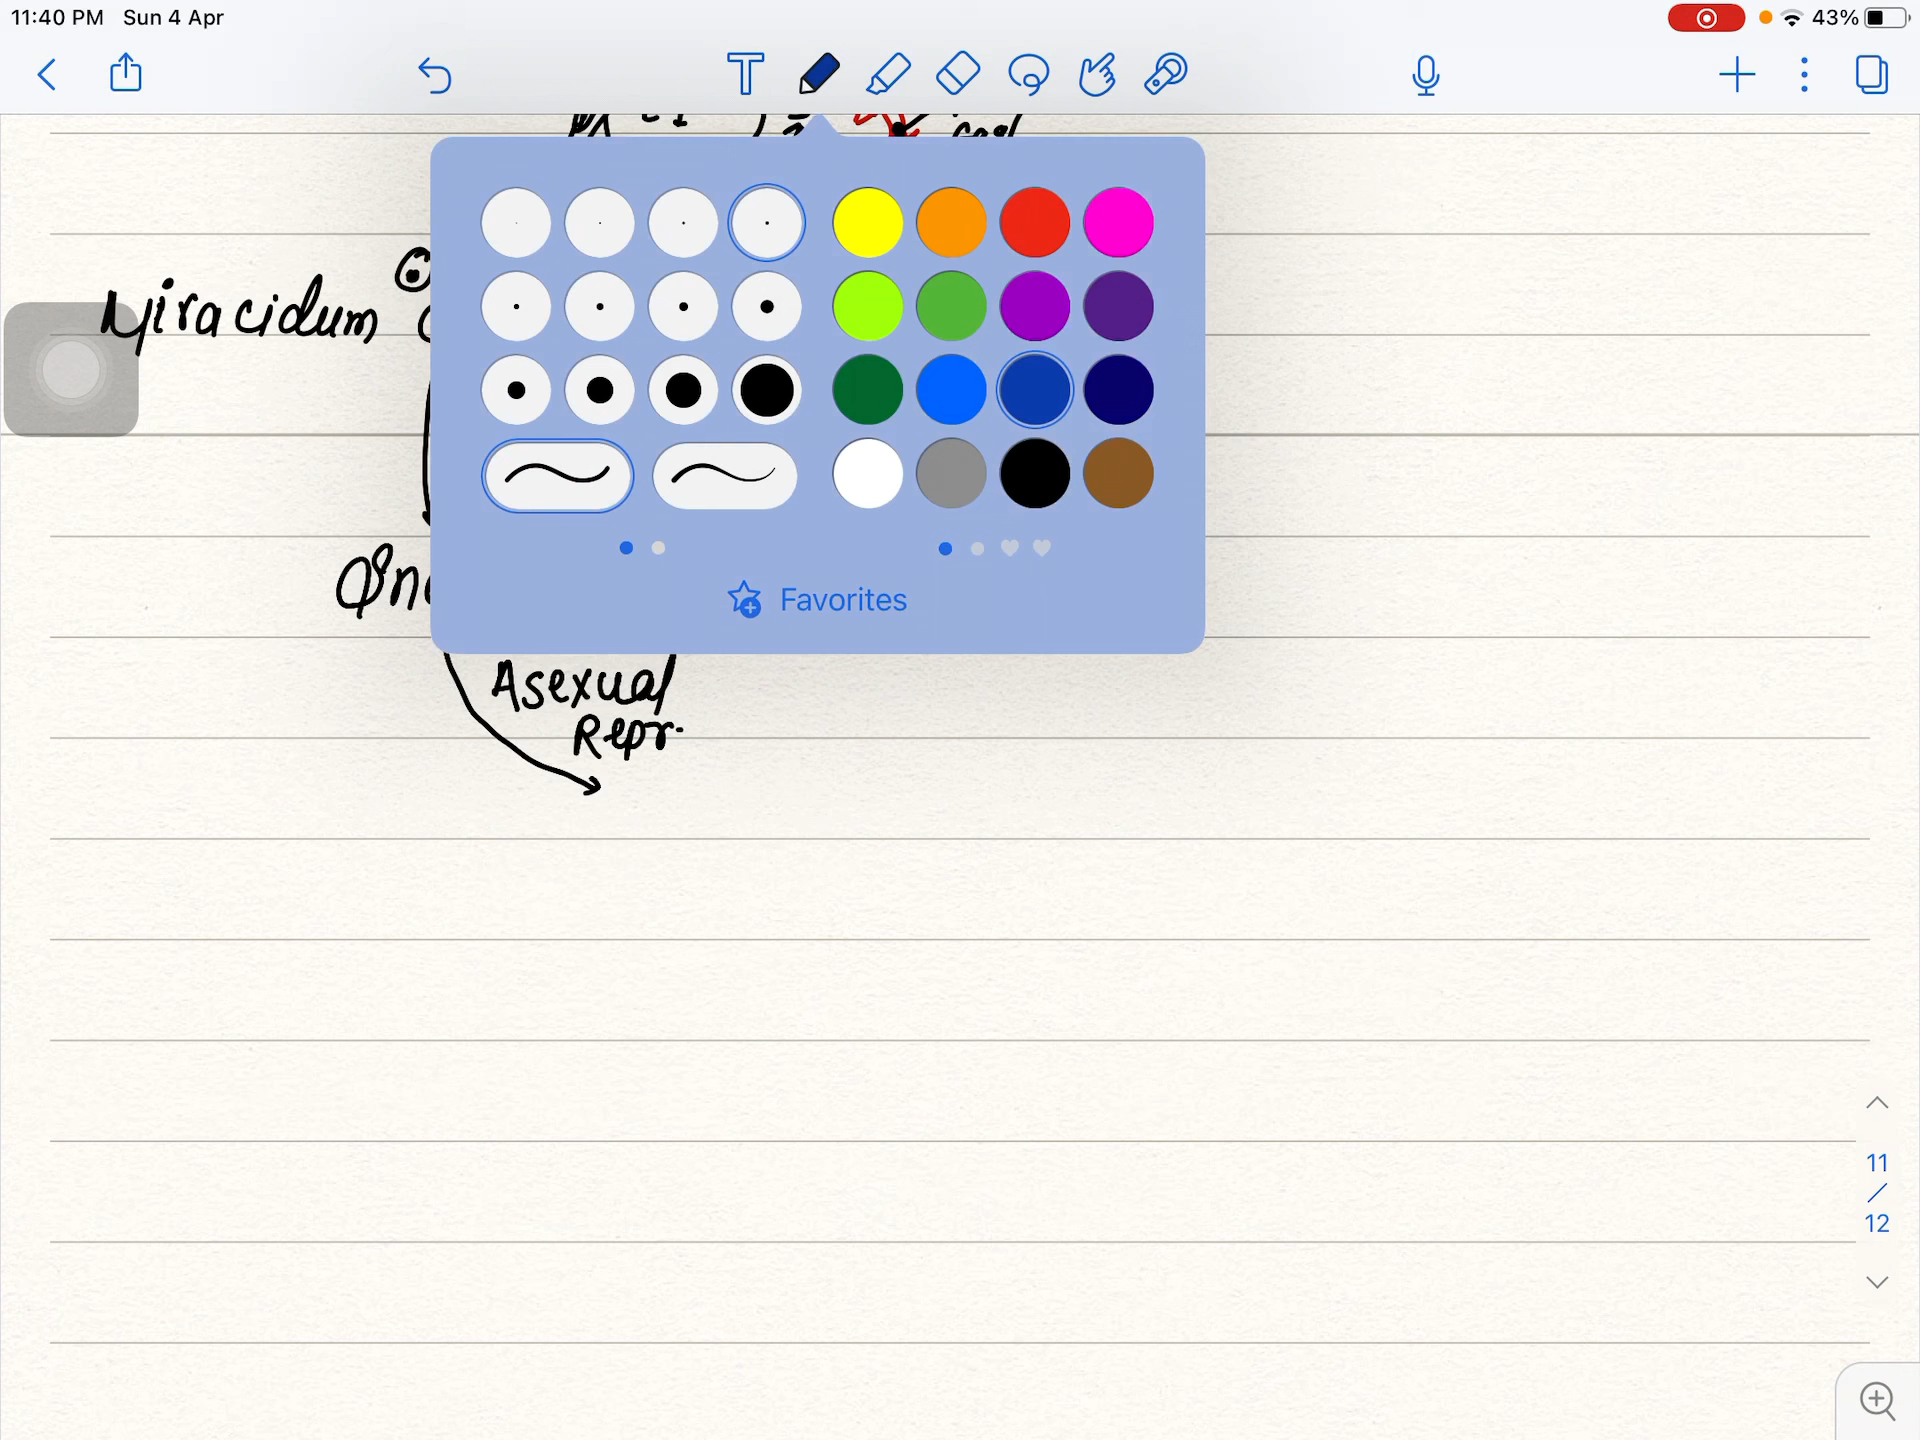 11:40 PM Sun 4 Apr
43%
Miracidum
Favorites
Asexual
Repr.
11
/
12